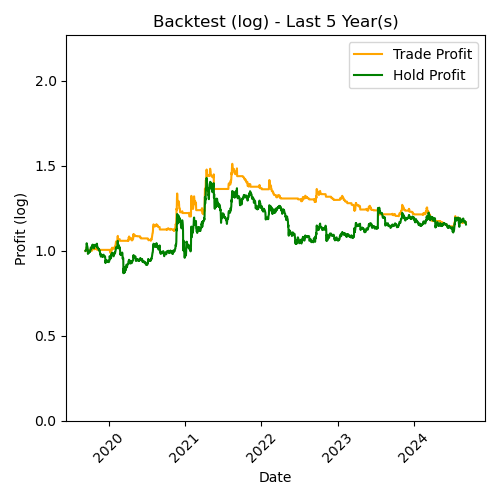 Backtest (log) - Last 5 Year(s)
Trade Profit
Hold Profit
2.0
1.5
1.0
0.5
0.0
Profit (log)
2020
2021
2022
2023
2024
Date